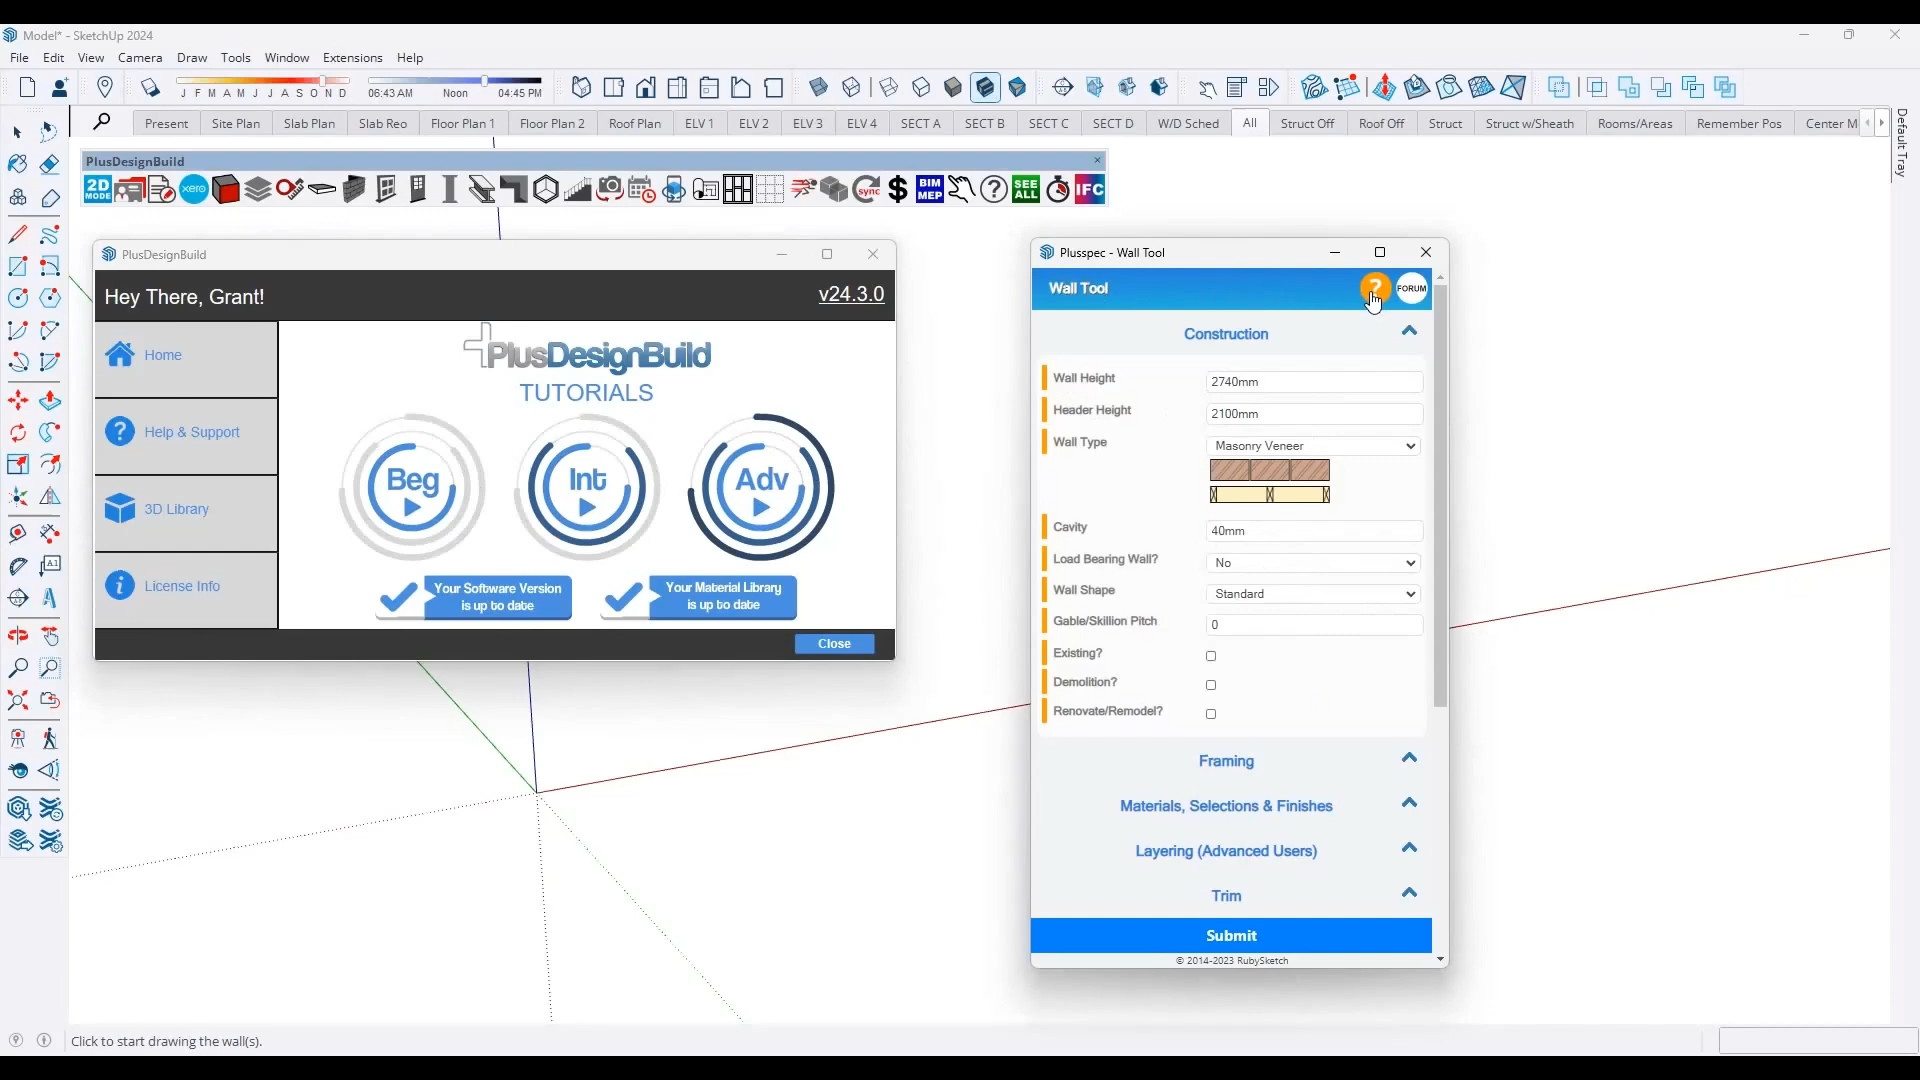 Model* - SketchUp 2024
File Edit View Camera Draw Tools Window Extensions Help
J F M A M J J A S O N D 06:43 AM Noon 04:45 PM
Present Site Plan Slab Plan Slab Reo Floor Plan 1 Floor Plan 2 Roof Plan ELV 1 ELV 2 ELV 3 ELV 4 SECT A SECT B SECT C SECT D W/D Sched All Struct Off Roof Off Struct Struct w/Sheath Rooms/Areas Remember Pos Center M
Default Tray
PlusDesignBuild
2D MODE xero sync $ BIM MEP ? SEE ALL IFC
A1
PlusDesignBuild
Hey There, Grant! v24.3.0
Home
? Help & Support
3D Library
i License Info
PlusDesignBuild
TUTORIALS
Beg Int Adv
Your Software Version
is up to date
Your Material Library
is up to date
Close
Plusspec - Wall Tool
Wall Tool ? FORUM
Construction
Wall Height 2740mm
Header Height 2100mm
Wall Type Masonry Veneer
Cavity 40mm
Load Bearing Wall? No
Wall Shape Standard
Gable/Skillion Pitch 0
Existing?
Demolition?
Renovate/Remodel?
Framing
Materials, Selections & Finishes
Layering (Advanced Users)
Trim
Submit
© 2014-2023 RubySketch
Click to start drawing the wall(s).